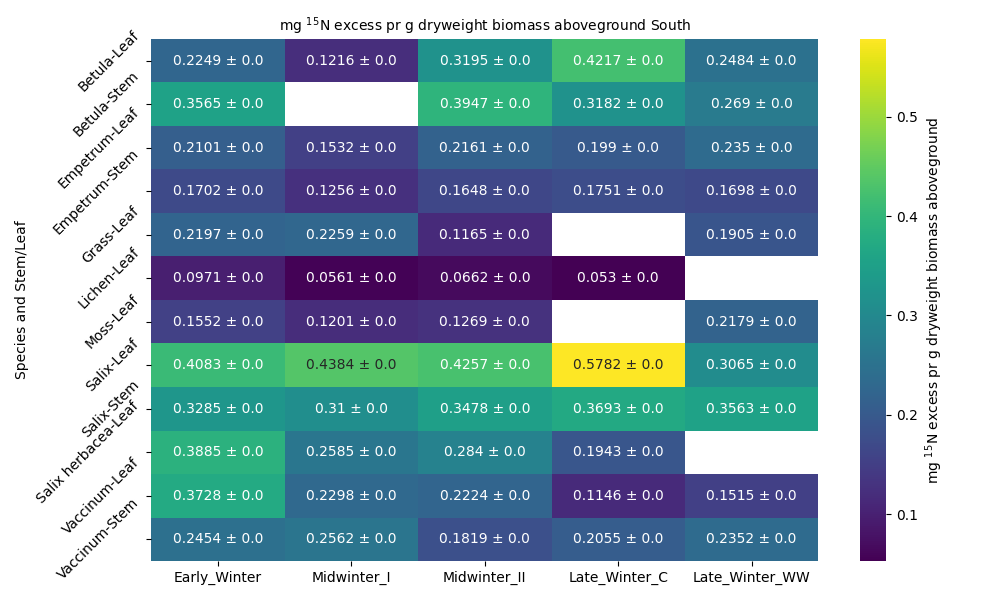 mg ¹⁵N excess pr g dryweight biomass aboveground South
Species and Stem/Leaf
Betula-Leaf 0.2249 ± 0.0 0.1216 ± 0.0 0.3195 ± 0.0 0.4217 ± 0.0 0.2484 ± 0.0
Betula-Stem 0.3565 ± 0.0 0.3947 ± 0.0 0.3182 ± 0.0 0.269 ± 0.0
Empetrum-Leaf 0.2101 ± 0.0 0.1532 ± 0.0 0.2161 ± 0.0 0.199 ± 0.0 0.235 ± 0.0
Empetrum-Stem 0.1702 ± 0.0 0.1256 ± 0.0 0.1648 ± 0.0 0.1751 ± 0.0 0.1698 ± 0.0
Grass-Leaf 0.2197 ± 0.0 0.2259 ± 0.0 0.1165 ± 0.0 0.1905 ± 0.0
Lichen-Leaf 0.0971 ± 0.0 0.0561 ± 0.0 0.0662 ± 0.0 0.053 ± 0.0
Moss-Leaf 0.1552 ± 0.0 0.1201 ± 0.0 0.1269 ± 0.0 0.2179 ± 0.0
Salix-Leaf 0.4083 ± 0.0 0.4384 ± 0.0 0.4257 ± 0.0 0.5782 ± 0.0 0.3065 ± 0.0
Salix-Stem 0.3285 ± 0.0 0.31 ± 0.0 0.3478 ± 0.0 0.3693 ± 0.0 0.3563 ± 0.0
Salix herbacea-Leaf 0.3885 ± 0.0 0.2585 ± 0.0 0.284 ± 0.0 0.1943 ± 0.0
Vaccinum-Leaf 0.3728 ± 0.0 0.2298 ± 0.0 0.2224 ± 0.0 0.1146 ± 0.0 0.1515 ± 0.0
Vaccinum-Stem 0.2454 ± 0.0 0.2562 ± 0.0 0.1819 ± 0.0 0.2055 ± 0.0 0.2352 ± 0.0
Early_Winter Midwinter_I Midwinter_II Late_Winter_C Late_Winter_WW
0.5
0.4
0.3
0.2
0.1
mg ¹⁵N excess pr g dryweight biomass aboveground